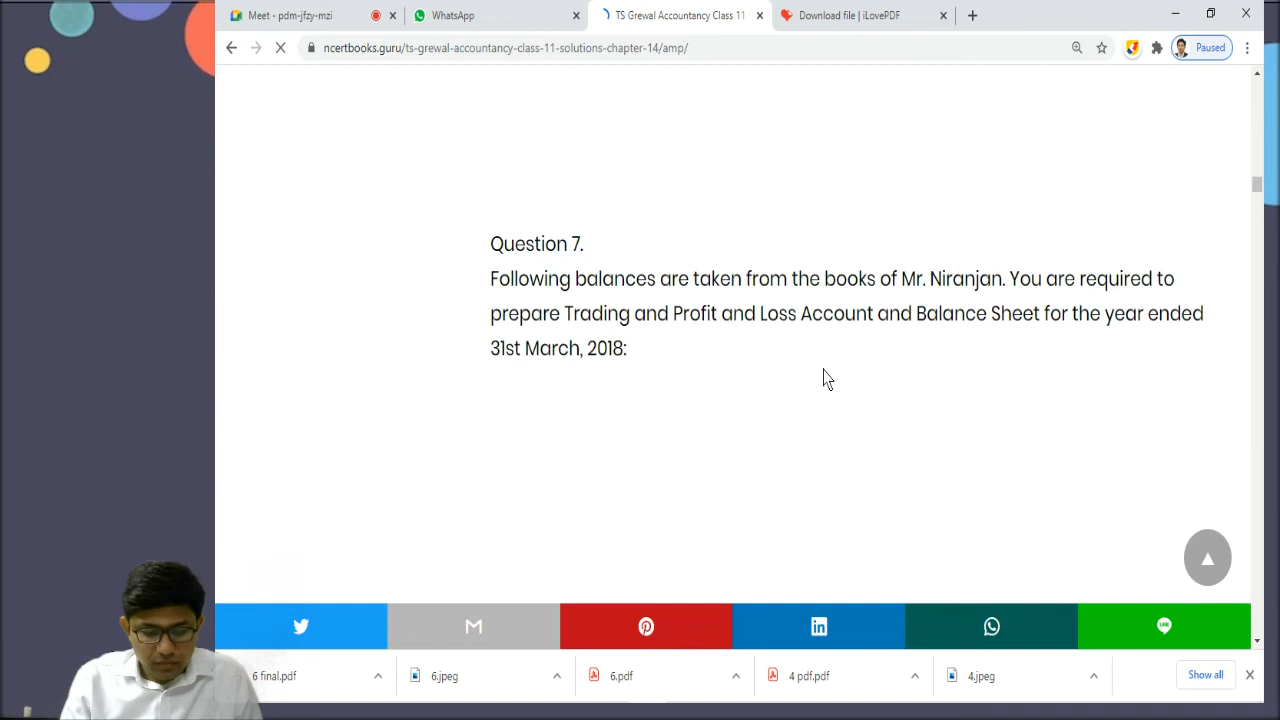 Meet - pdm-jfzy-mzi
WhatsApp
TS Grewal Accountancy Class 11
Download file | iLovePDF
ncertbooks.guru/ts-grewal-accountancy-class-11-solutions-chapter-14/amp/
Paused
Question 7.
Following balances are taken from the books of Mr. Niranjan. You are required to
prepare Trading and Profit and Loss Account and Balance Sheet for the year ended
31st March, 2018:
LINE
6 final.pdf
6.jpeg
6.pdf
4 pdf.pdf
4.jpeg
Show all